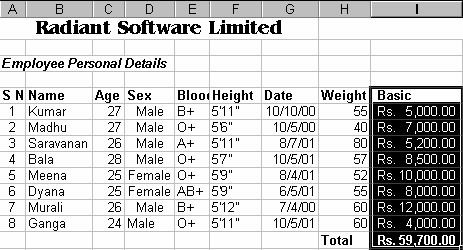 A B C D E F G H I
Radiant Software Limited
Employee Personal Details
S N Name Age Sex Blood Height Date Weight Basic
1 Kumar 27 Male B+ 5'11" 10/10/00 55 Rs. 5,000.00
2 Madhu 27 Male O+ 5'6" 10/5/00 40 Rs. 7,000.00
3 Saravanan 26 Male A+ 5'11" 8/7/01 80 Rs. 5,200.00
4 Bala 28 Male O+ 5'7" 10/5/01 57 Rs. 8,500.00
5 Meena 25 Female O+ 5'9" 8/4/01 52 Rs. 10,000.00
6 Dyana 25 Female AB+ 5'9" 6/5/01 55 Rs. 8,000.00
7 Murali 26 Male B+ 5'12" 7/4/00 60 Rs. 12,000.00
8 Ganga 24 Male O+ 5'11" 10/5/01 60 Rs. 4,000.00
Total Rs. 59,700.00